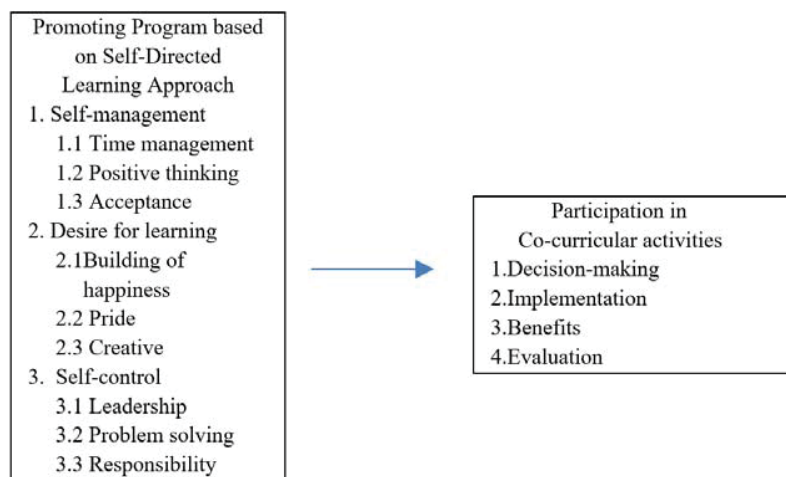 Promoting Program based
on Self-Directed
Learning Approach
1. Self-management
1.1 Time management
1.2 Positive thinking
1.3 Acceptance
2. Desire for learning
2.1Building of
happiness
2.2 Pride
2.3 Creative
3. Self-control
3.1 Leadership
3.2 Problem solving
3.3 Responsibility
Participation in
Co-curricular activities
1.Decision-making
2.Implementation
3.Benefits
4.Evaluation